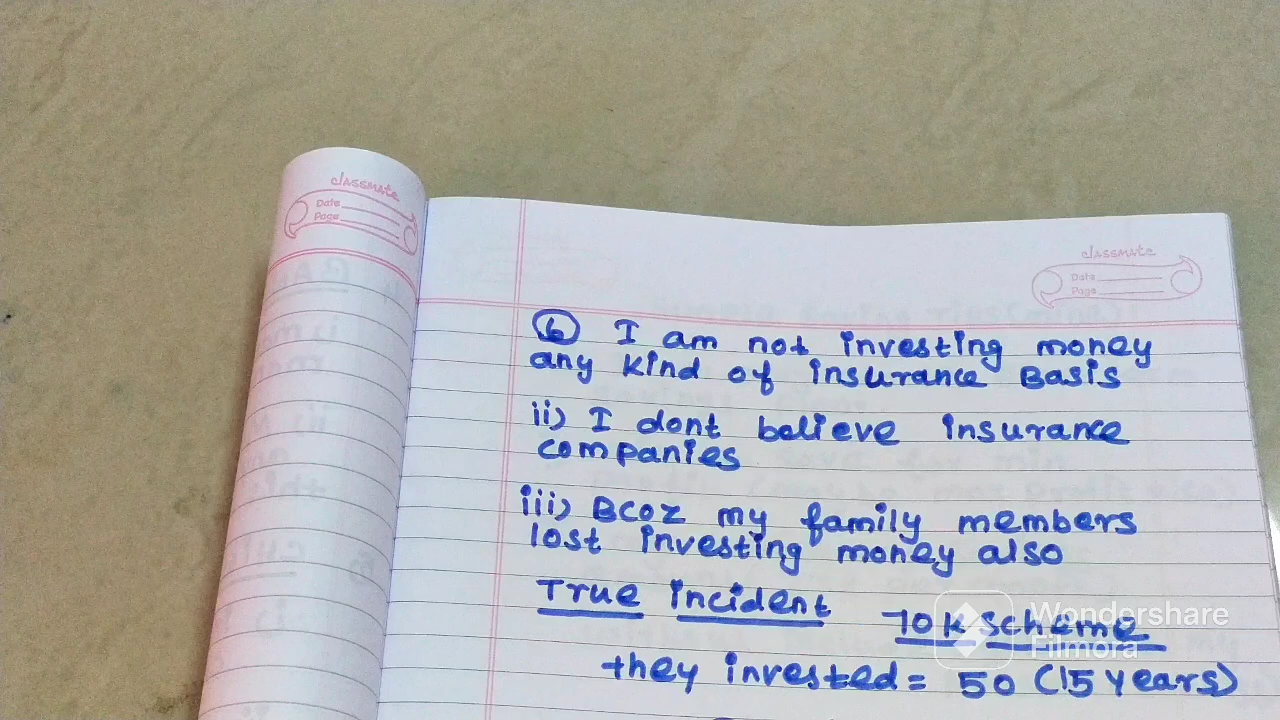 classmate
Date
Page
classmate
Date
Page
6 I am not investing money
any kind of insurance Basis
ii) I dont believe insurance
companies
iii) Bcoz my family members
lost investing money also
True incident 70K scheme
they invested = 50 (15 years)
Wondershare
Filmora